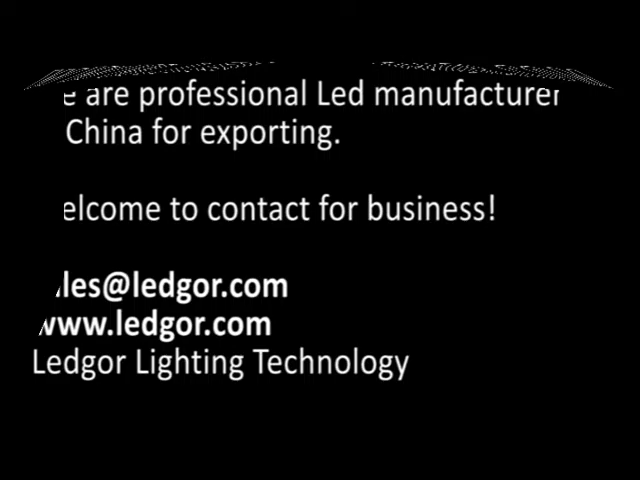 e are professional Led manufacturer
China for exporting.
elcome to contact for business!
les@ledgor.com
www.ledgor.com
Ledgor Lighting Technology